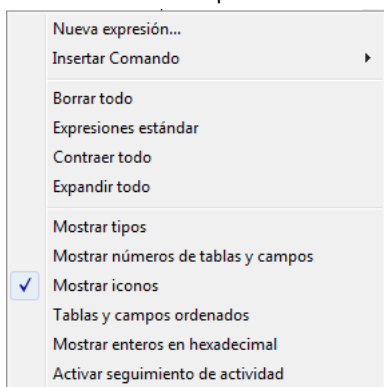 Nueva expresión...
Insertar Comando
Borrar todo
Expresiones estándar
Contraer todo
Expandir todo
Mostrar tipos
Mostrar números de tablas y campos
Mostrar iconos
Tablas y campos ordenados
Mostrar enteros en hexadecimal
Activar seguimiento de actividad